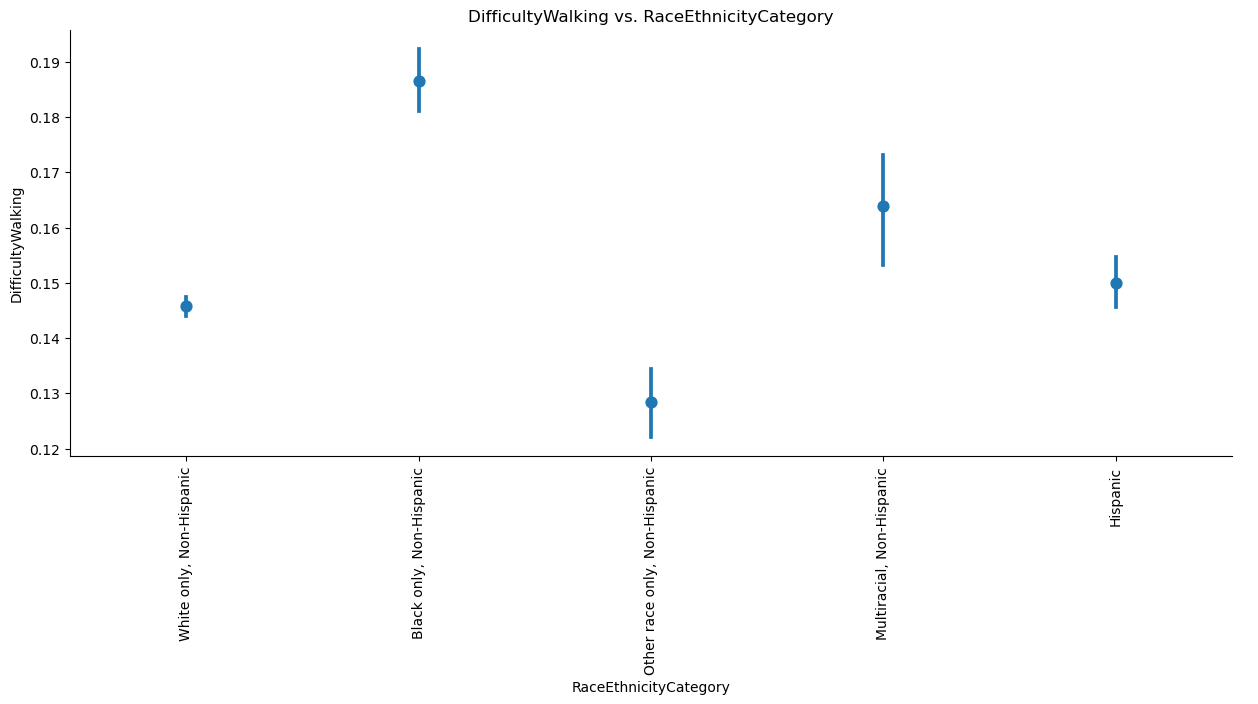 DifficultyWalking vs. RaceEthnicityCategory
DifficultyWalking
0.19
0.18
0.17
0.16
0.15
0.14
0.13
0.12
White only, Non-Hispanic
Black only, Non-Hispanic
Other race only, Non-Hispanic
Multiracial, Non-Hispanic
Hispanic
RaceEthnicityCategory